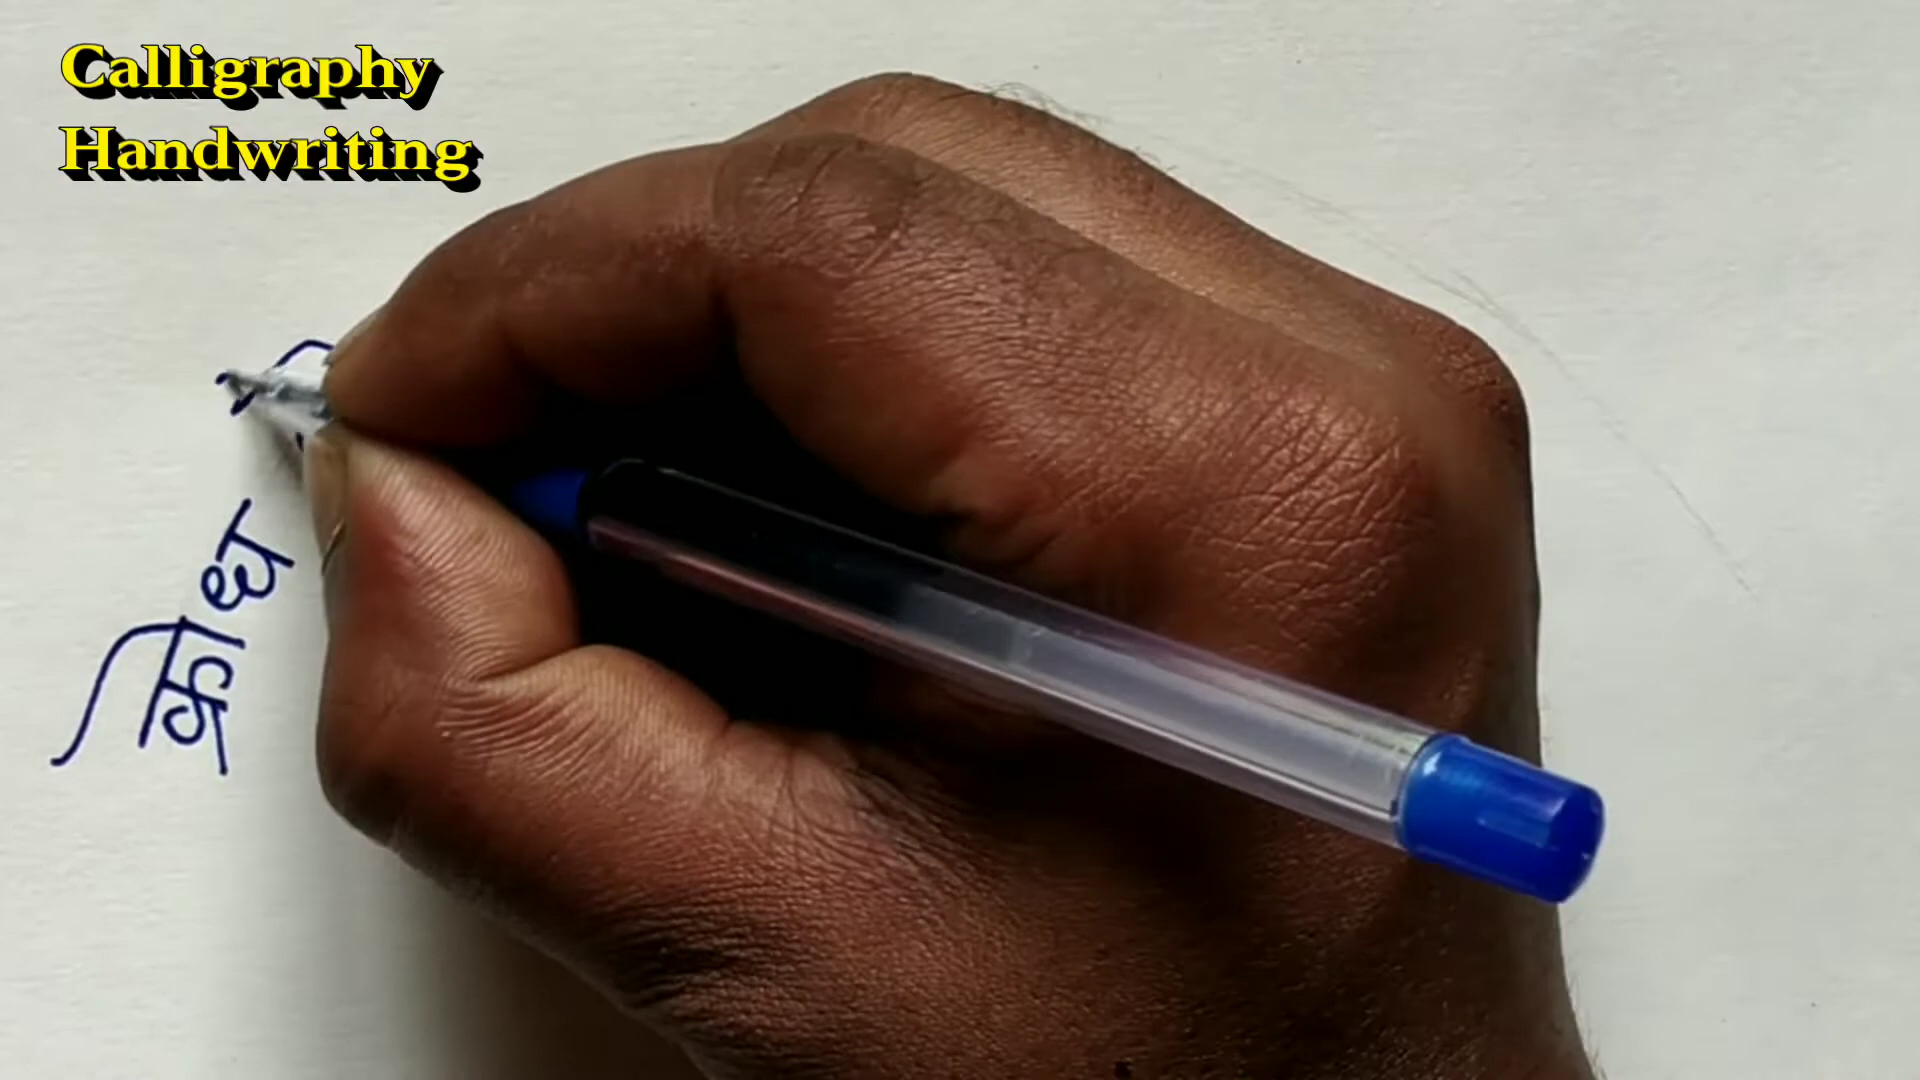 Calligraphy
Handwriting
क्रोध